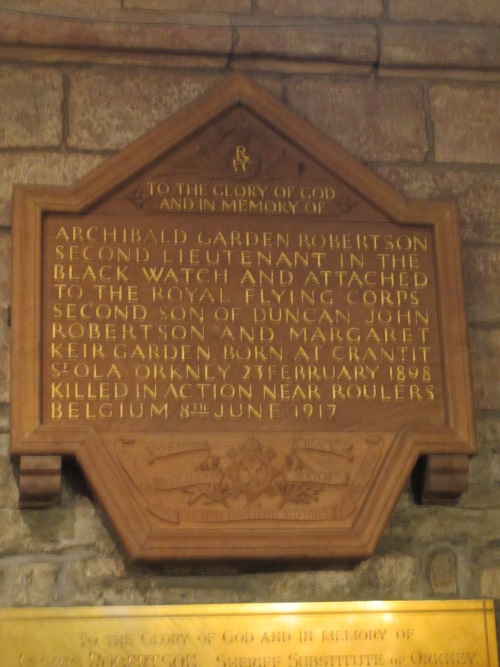 TO THE GLORY OF GOD
AND IN MEMORY OF
ARCHIBALD GARDEN ROBERTSON
SECOND LIEUTENANT IN THE
BLACK WATCH AND ATTACHED
TO THE ROYAL FLYING CORPS
SECOND SON OF DUNCAN JOHN
ROBERTSON AND MARGARET
KEIR GARDEN BORN AT CRANTIT
ST OLA ORKNEY 23 FEBRUARY 1898
KILLED IN ACTION NEAR ROULERS
BELGIUM 8TH JUNE 1917
TO THE GLORY OF GOD AND IN MEMORY OF
ROBERTSON SHERIFF SUBSTITUTE OF ORKNEY